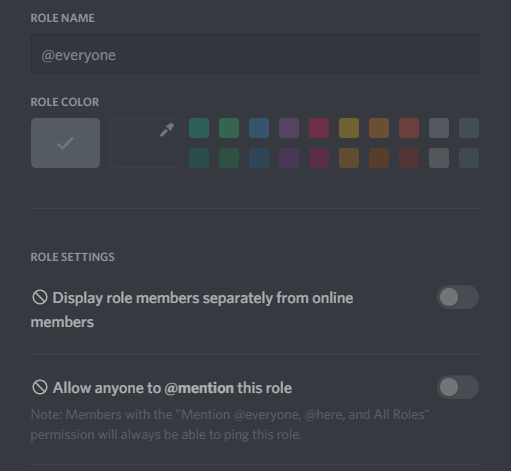 ROLE NAME
@everyone
ROLE COLOR
ROLE SETTINGS
Display role members separately from online
members
Allow anyone to @mention this role
Note: Members with the "Mention @everyone, @here, and All Roles"
permission will always be able to ping this role.